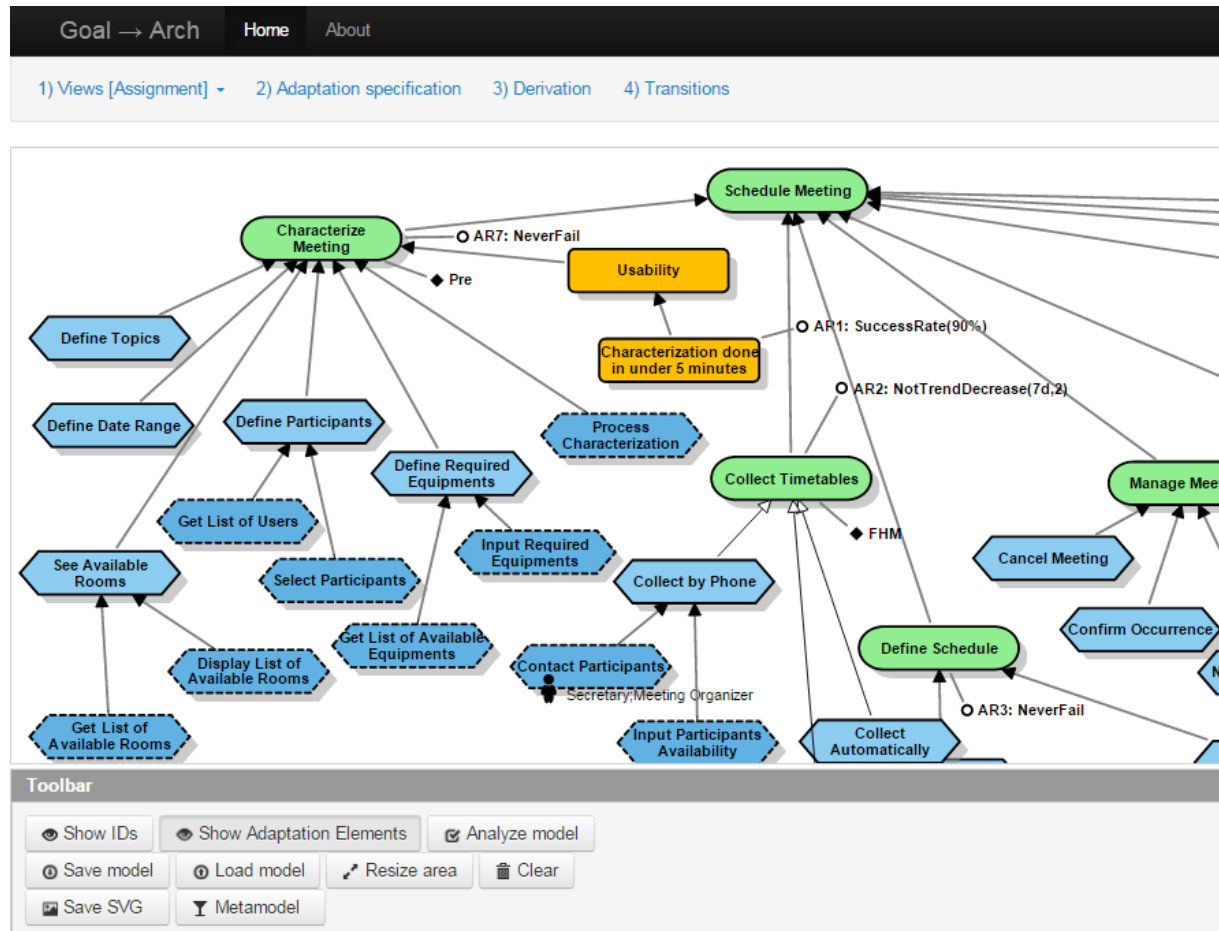 Goal → Arch Home About
1) Views [Assignment] 2) Adaptation specification 3) Derivation 4) Transitions
Schedule Meeting
Characterize
Meeting
AR7: NeverFail
Pre
Usability
Define Topics
AR1: SuccessRate(90%)
Characterization done
in under 5 minutes
AR2: NotTrendDecrease(7d,2)
Define Date Range
Define Participants
Process
Characterization
Define Required
Equipments
Collect Timetables
Manage Mee
Get List of Users
FHM
Input Required
Equipments
Cancel Meeting
See Available
Rooms
Select Participants
Collect by Phone
Confirm Occurrence
Get List of Available
Equipments
Define Schedule
Display List of
Available Rooms
Contact Participants
N
Secretary;Meeting Organizer
AR3: NeverFail
Get List of
Available Rooms
Input Participants
Availability
Collect
Automatically
Toolbar
Show IDs Show Adaptation Elements Analyze model
Save model Load model Resize area Clear
Save SVG Metamodel